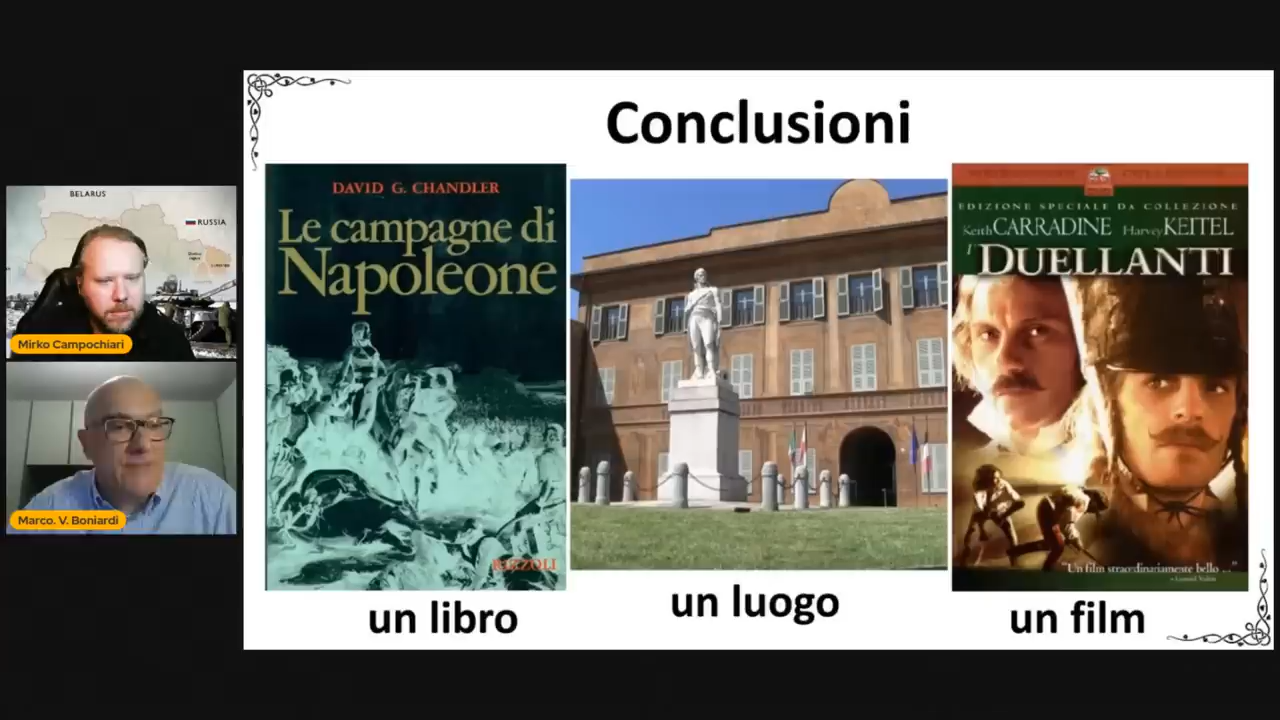 BELARUS
RUSSIA
Mirko Campochiari
Marco. V. Boniardi
Conclusioni
DAVID G. CHANDLER
Le campagne di
Napoleone
RIZZOLI
un libro
un luogo
EDIZIONE SPECIALE DA COLLEZIONE
Keith CARRADINE Harvey KEITEL
I DUELLANTI
"Un film straordinariamente bello ..."
un film